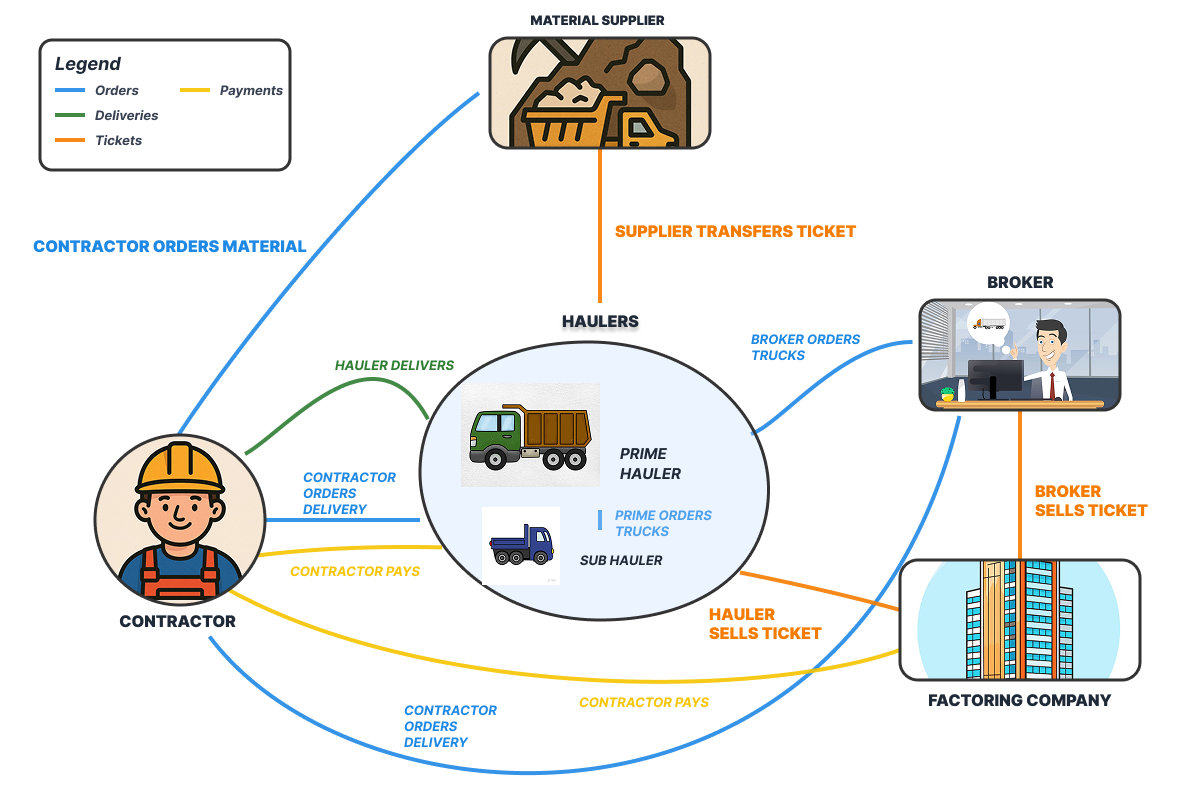 MATERIAL SUPPLIER
Legend
Orders
Payments
Deliveries
Tickets
CONTRACTOR ORDERS MATERIAL
SUPPLIER TRANSFERS TICKET
BROKER
HAULERS
BROKER ORDERS
TRUCKS
HAULER DELIVERS
PRIME
HAULER
CONTRACTOR
ORDERS
DELIVERY
PRIME ORDERS
TRUCKS
BROKER
SELLS TICKET
SUB HAULER
CONTRACTOR PAYS
CONTRACTOR
HAULER
SELLS TICKET
FACTORING COMPANY
CONTRACTOR PAYS
CONTRACTOR
ORDERS
DELIVERY